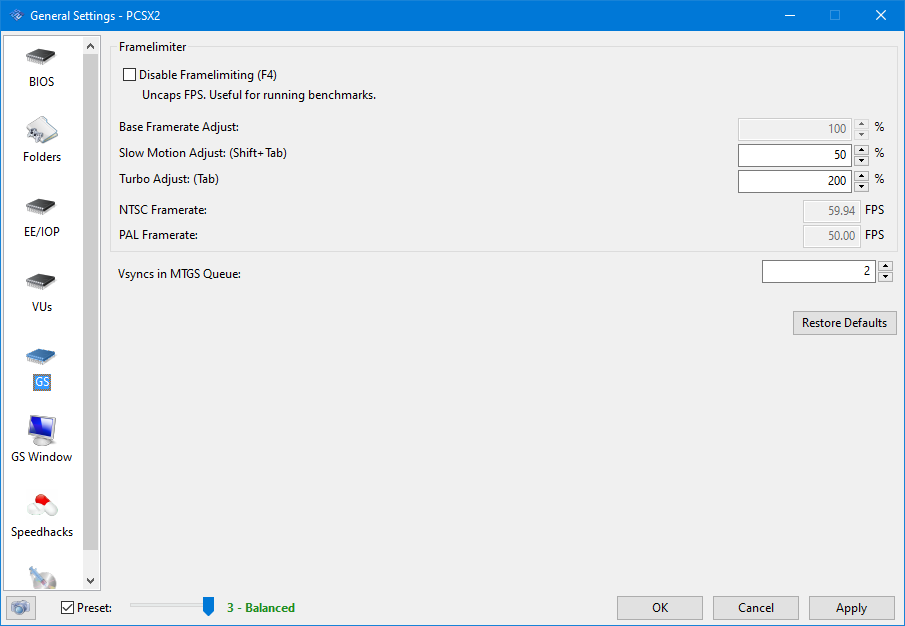 General Settings - PCSX2
BIOS
Folders
EE/IOP
VUs
GS
GS Window
Speedhacks
Framelimiter
Disable Framelimiting (F4)
Uncaps FPS. Useful for running benchmarks.
Base Framerate Adjust: 100 %
Slow Motion Adjust: (Shift+Tab) 50 %
Turbo Adjust: (Tab) 200 %
NTSC Framerate: 59.94 FPS
PAL Framerate: 50.00 FPS
Vsyncs in MTGS Queue: 2
Restore Defaults
Preset: 3 - Balanced
OK Cancel Apply